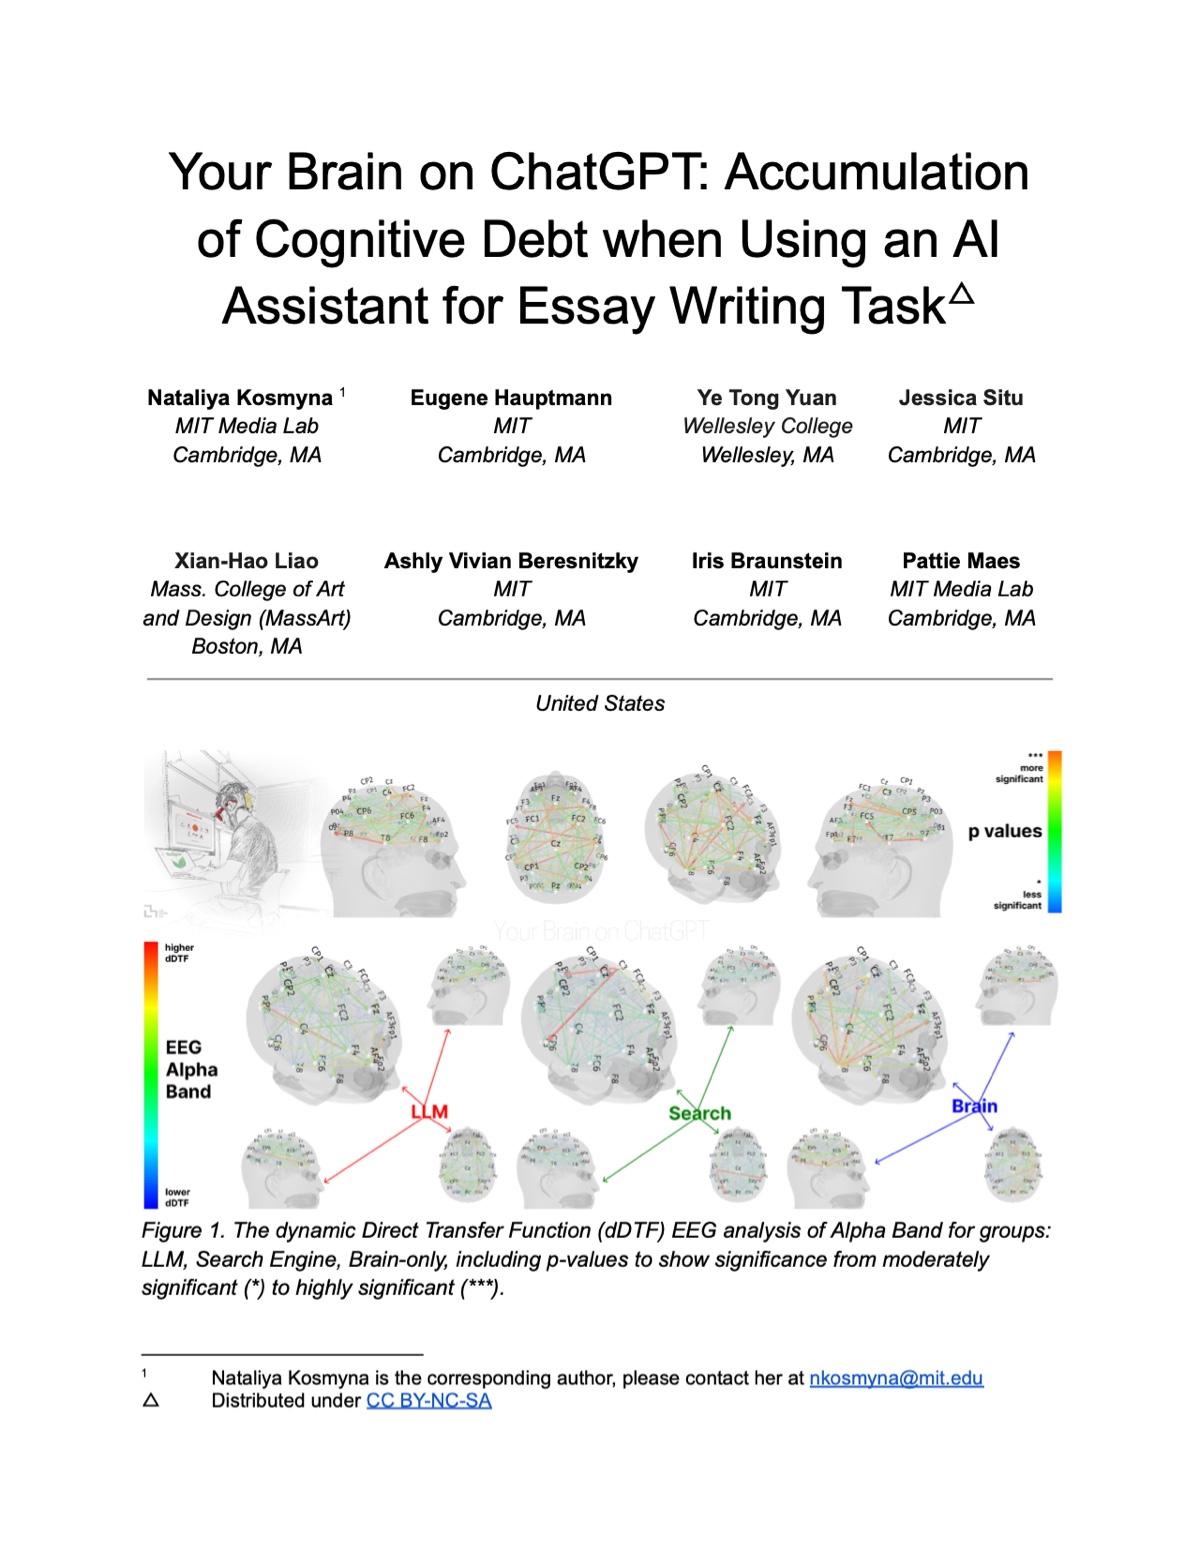 Your Brain on ChatGPT: Accumulation
of Cognitive Debt when Using an AI
Assistant for Essay Writing Task△
Nataliya Kosmyna 1
MIT Media Lab
Cambridge, MA
Eugene Hauptmann
MIT
Cambridge, MA
Ye Tong Yuan
Wellesley College
Wellesley, MA
Jessica Situ
MIT
Cambridge, MA
Xian-Hao Liao
Mass. College of Art
and Design (MassArt)
Boston, MA
Ashly Vivian Beresnitzky
MIT
Cambridge, MA
Iris Braunstein
MIT
Cambridge, MA
Pattie Maes
MIT Media Lab
Cambridge, MA
United States
***
more
significant
p values
*
less
significant
Your Brain on ChatGPT
higher
dDTF
EEG
Alpha
Band
lower
dDTF
LLM
Search
Brain
Figure 1. The dynamic Direct Transfer Function (dDTF) EEG analysis of Alpha Band for groups:
LLM, Search Engine, Brain-only, including p-values to show significance from moderately
significant (*) to highly significant (***).
1 Nataliya Kosmyna is the corresponding author, please contact her at nkosmyna@mit.edu
△ Distributed under CC BY-NC-SA